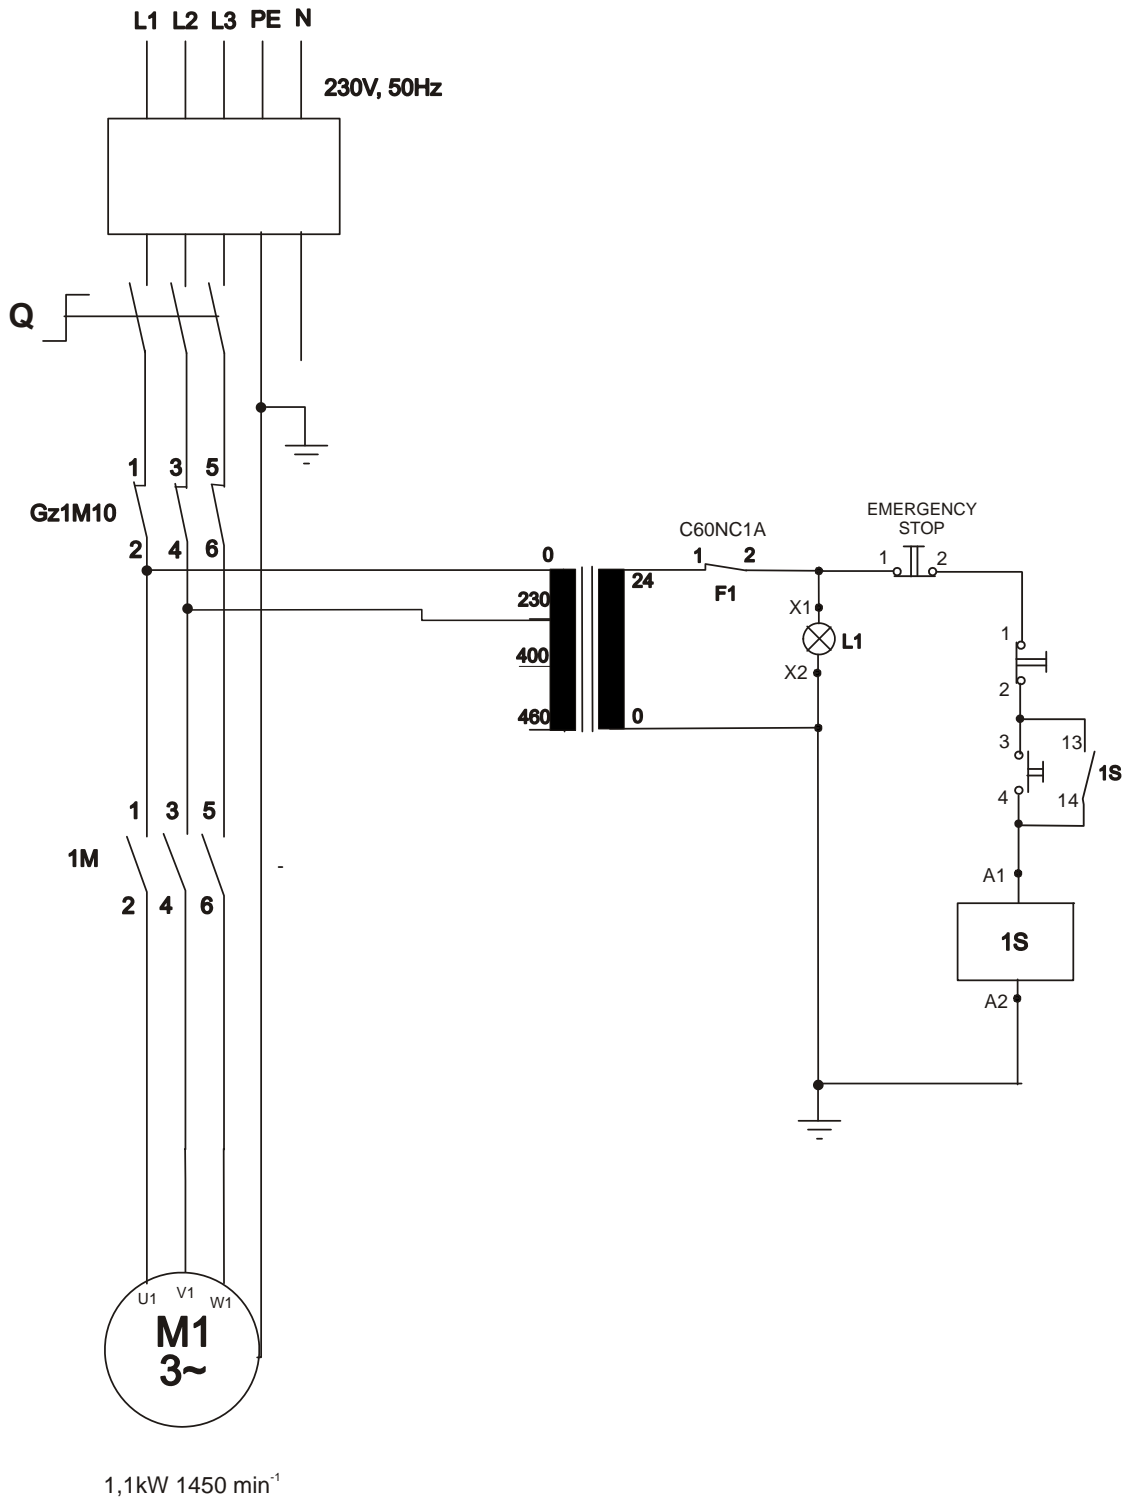 L1 L2 L3 PE N
230V, 50Hz
Q
1 3 5
Gz1M10
2 4 6
EMERGENCY
STOP
C60NC1A
1 2
F1
1 2
0
24
230
400
460
0
X1
L1
X2
1
2
3
13
1S
4
14
A1
1S
A2
1 3 5
1M
2 4 6
-
U1 V1 W1
M1
3~
1,1kW 1450 min⁻¹